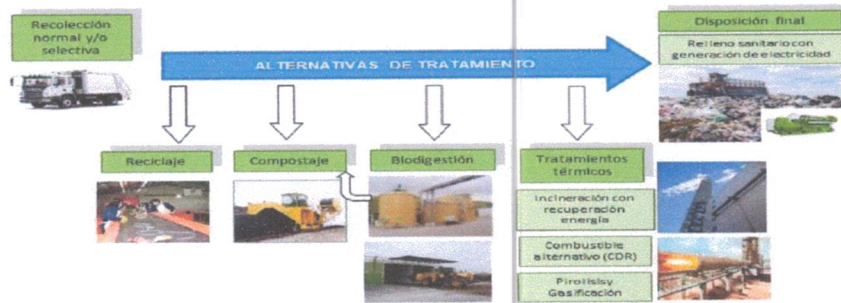 Recolección
normal y/o
selectiva
ALTERNATIVAS DE TRATAMIENTO
Disposición final
Relleno sanitario con
generación de electricidad
Reciclaje
Compostaje
Biodigestión
Tratamientos
térmicos
Incineración con
recuperación
energía
Combustible
alternativo (CDR)
Pirolisis y
Gasificación